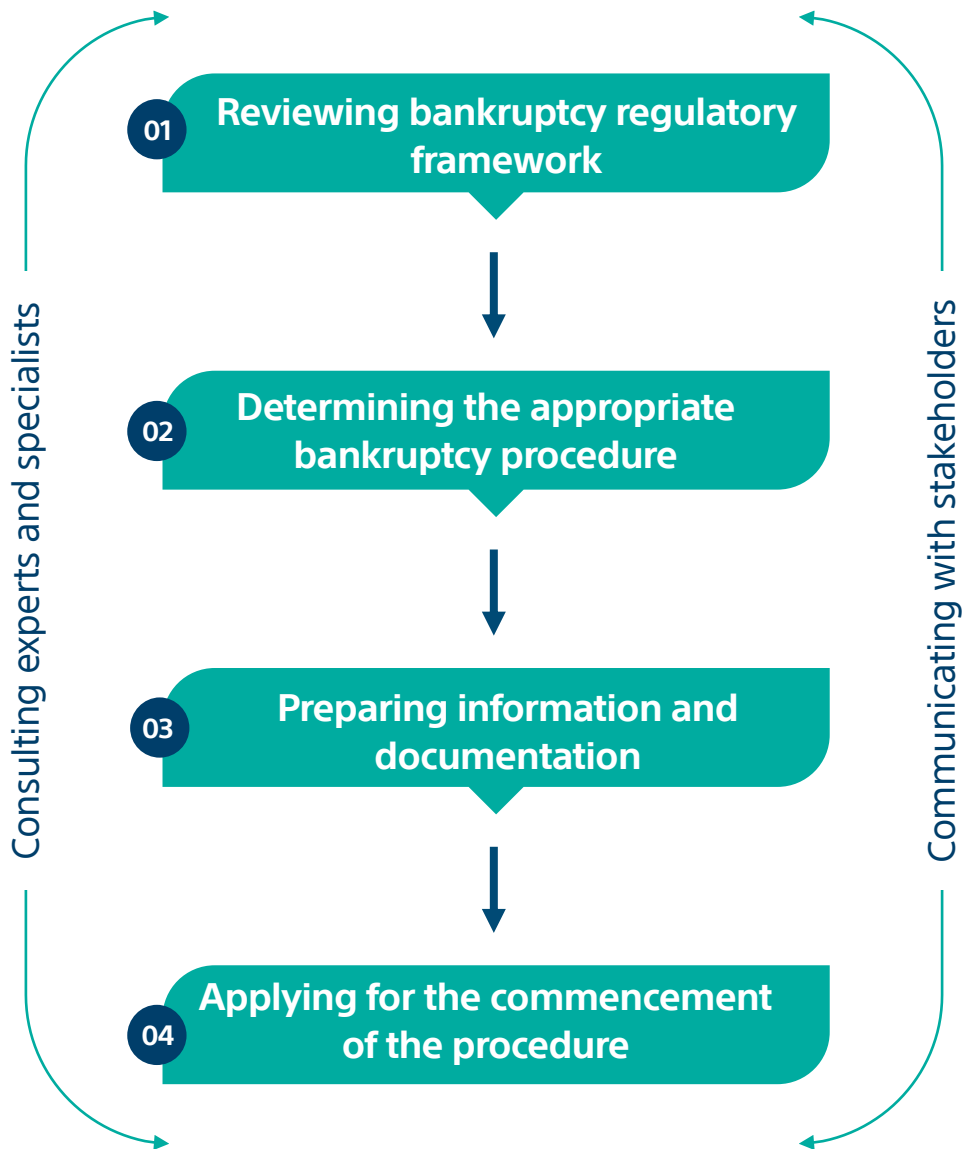 01
Reviewing bankruptcy regulatory
framework
02
Determining the appropriate
bankruptcy procedure
03
Preparing information and
documentation
04
Applying for the commencement
of the procedure
Consulting experts and specialists
Communicating with stakeholders